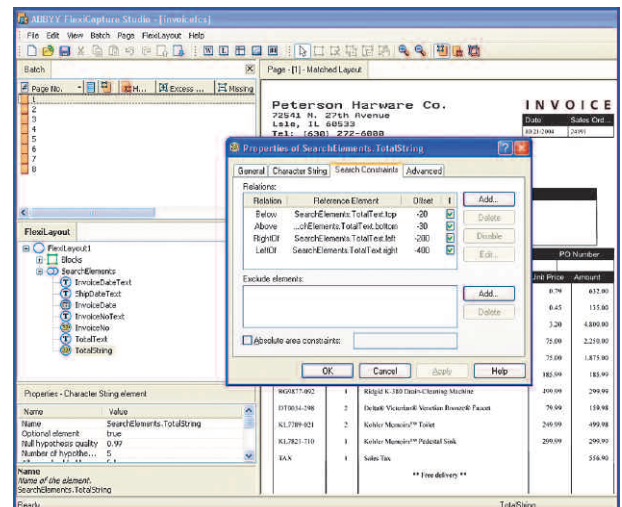 ABBYY FlexiCapture Studio - [invoicefcs]
File Edit View Batch Page FlexiLayout Help
Batch
Page No. H... Excess ... Missing
1
2
3
4
5
6
7
8
FlexiLayout
FlexiLayout1
Blocks
SearchElements
InvoiceDateText
ShipDateText
InvoiceDate
InvoiceNoText
InvoiceNo
TotalText
TotalString
Properties - Character String element
Name Value
Name SearchElements.TotalString
Optional element true
Null hypothesis quality 0.97
Number of hypothe... 5
Name
Name of the element.
SearchElements.TotalString
Ready
TotalString
Page - [1] - Matched Layout
Peterson Harware Co.
72541 N. 27th Avenue
Lsle, IL 60533
Tel: (630) 272-6000
INVOICE
Date Sales Ord...
10/21/2004 24991
PO Number
Unit Price Amount
0.79 632.00
0.45 135.00
3.20 4,800.00
75.00 2,250.00
75.00 1,875.00
185.99 185.99
RG9877-092 1 Ridgid K-380 Drain-Cleaning Machine 299.99 299.99
DT0034-298 2 Delta® Victorian® Venetian Bronze® Faucet 79.99 159.98
KL7789-021 2 Kohler Memoirs™ Toilet 249.99 499.98
KL7821-710 1 Kohler Memoirs™ Pedestal Sink 299.99 299.99
TAX 1 Sales Tax 556.90
** Free delivery **
Properties of SearchElements.TotalString
General Character String Search Constraints Advanced
Relations:
Relation Reference Element Offset
Below SearchElements.TotalText.top -20
Above ...chElements.TotalText.bottom -30
RightOf SearchElements.TotalText.left -200
LeftOf SearchElements.TotalText.right -400
Add...
Delete
Disable
Edit...
Exclude elements:
Add...
Delete
Absolute area constraints:
OK Cancel Apply Help